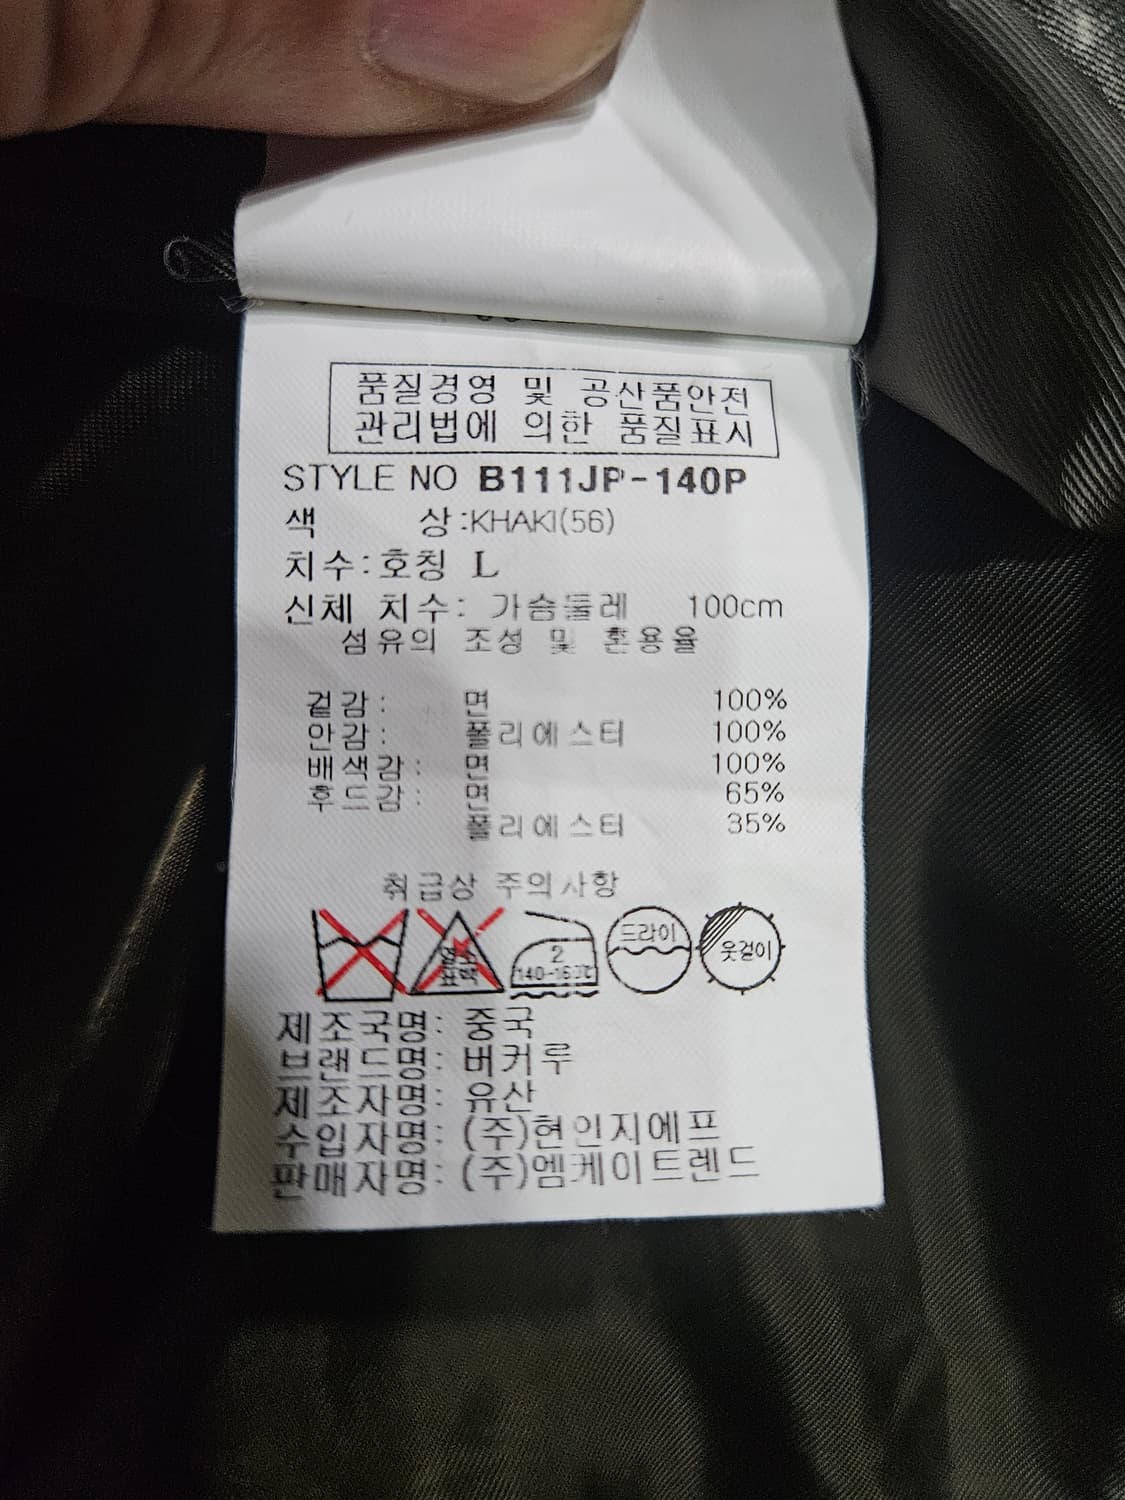 품질경영 및 공산품안전
관리법에 의한 품질표시
STYLE NO B111JP-140P
색 상:KHAKI(56)
치수:호칭 L
신체 치수: 가슴둘레 100cm
섬유의 조성 및 혼용율
겉감: 면 100%
안감: 폴리에스터 100%
배색감: 면 100%
후드감: 면 65%
폴리에스터 35%
취급상 주의사항
염소
표백
2
140-160℃
드라이
옷걸이
제조국명: 중국
브랜드명: 버커루
제조자명: 유산
수입자명: (주)현인지에프
판매자명: (주)엠케이트렌드